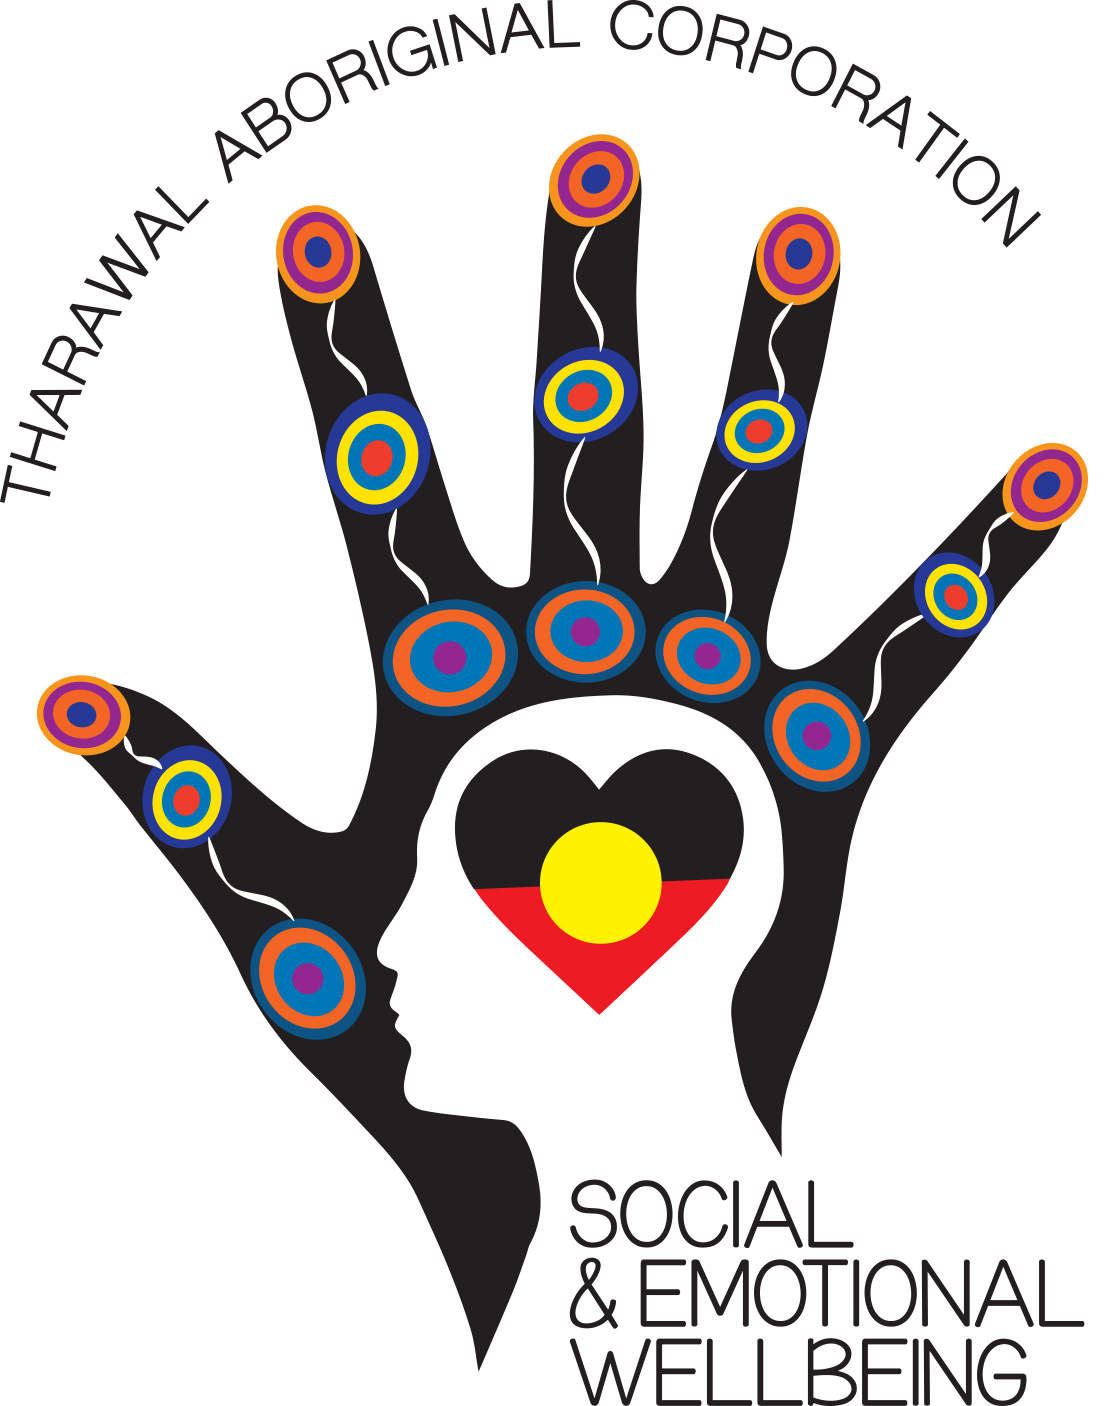 THARAWAL ABORIGINAL CORPORATION
SOCIAL
& EMOTIONAL
WELLBEING